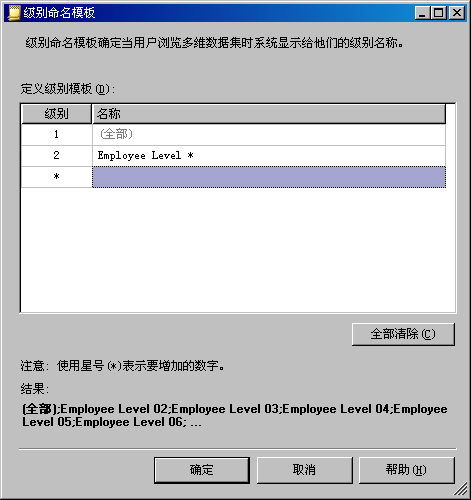 级别命名模板
级别命名模板确定当用户浏览多维数据集时系统显示给他们的级别名称。
定义级别模板(D):
级别 名称
1 (全部)
2 Employee Level *
*
全部清除(C)
注意: 使用星号(*)表示要增加的数字。
结果:
(全部);Employee Level 02;Employee Level 03;Employee Level 04;Employee
Level 05;Employee Level 06; ...
确定 取消 帮助(H)